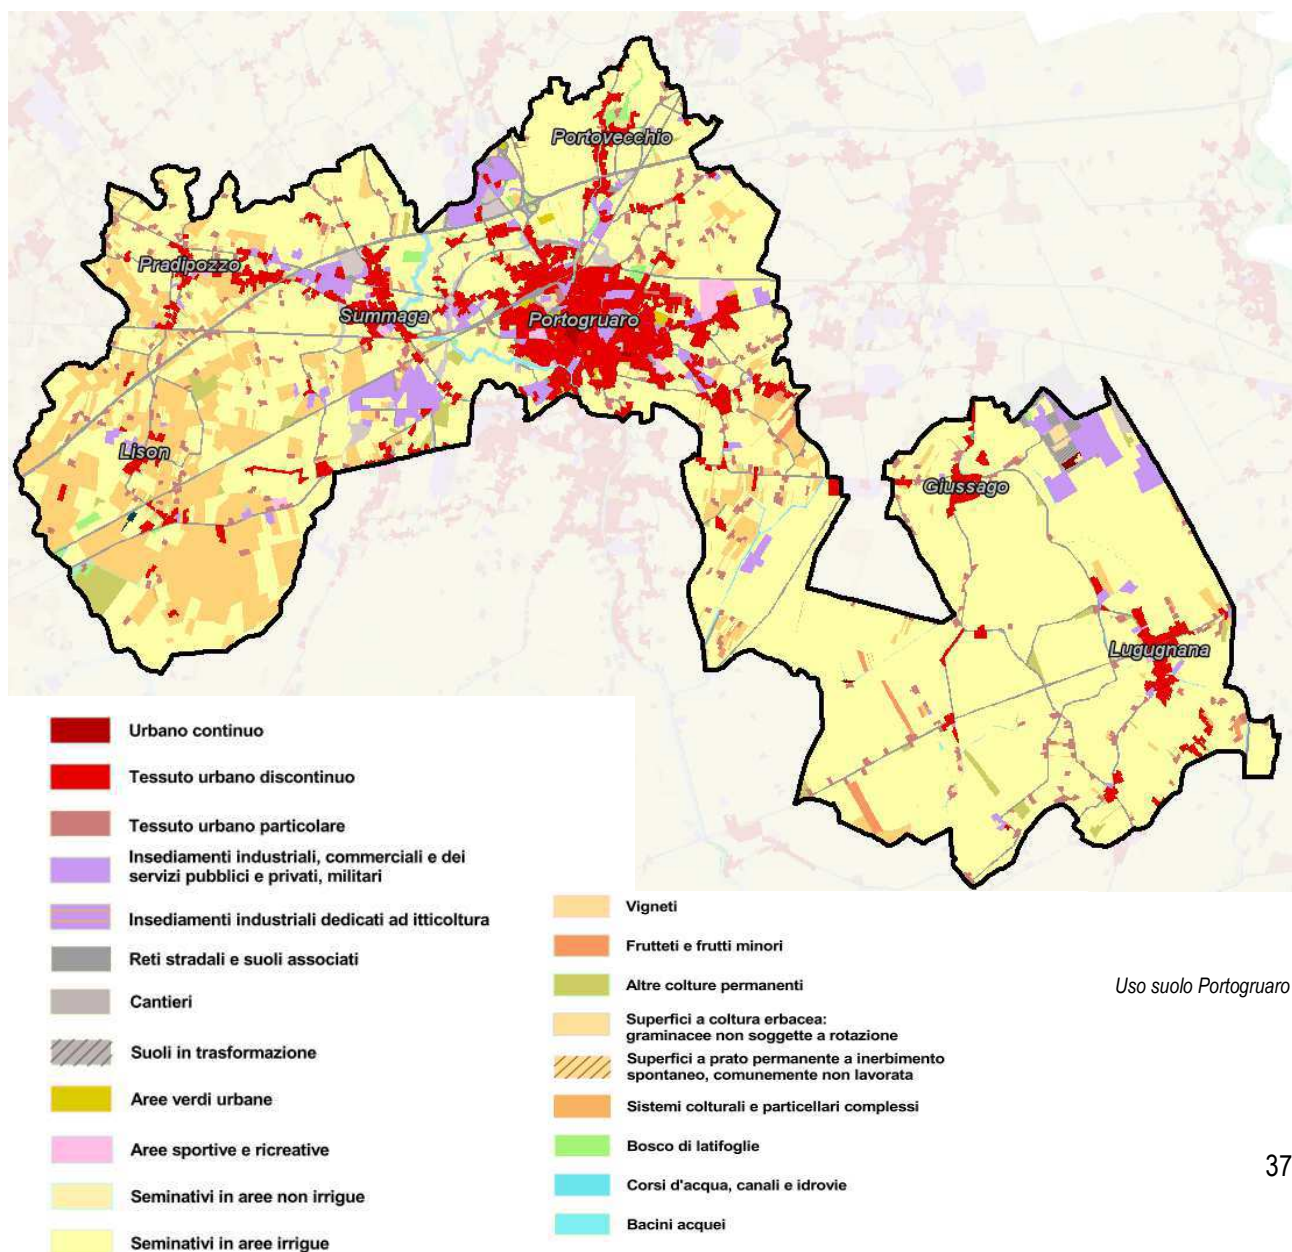 Portovecchio
Pradipozzo
Summaga
Portogruaro
Lison
Giussago
Lugugnana
Urbano continuo
Tessuto urbano discontinuo
Tessuto urbano particolare
Insediamenti industriali, commerciali e dei
servizi pubblici e privati, militari
Insediamenti industriali dedicati ad itticoltura
Reti stradali e suoli associati
Cantieri
Suoli in trasformazione
Aree verdi urbane
Aree sportive e ricreative
Seminativi in aree non irrigue
Seminativi in aree irrigue
Vigneti
Frutteti e frutti minori
Altre colture permanenti
Superfici a coltura erbacea:
graminacee non soggette a rotazione
Superfici a prato permanente a inerbimento
spontaneo, comunemente non lavorata
Sistemi colturali e particellari complessi
Bosco di latifoglie
Corsi d'acqua, canali e idrovie
Bacini acquei
Uso suolo Portogruaro
37